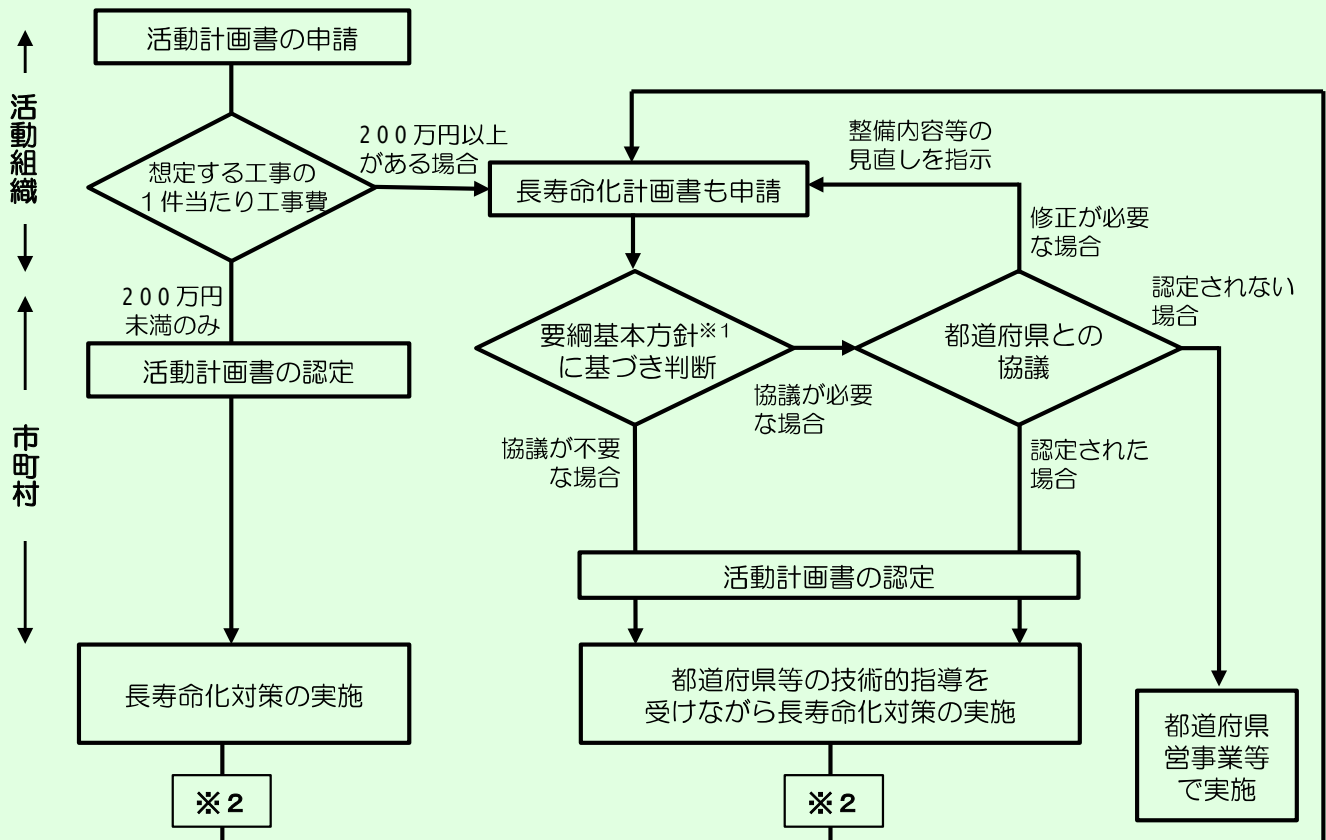 活動計画書の申請
活動組織
想定する工事の
1件当たり工事費
200万円以上
がある場合
長寿命化計画書も申請
整備内容等の
見直しを指示
修正が必要
な場合
200万円
未満のみ
活動計画書の認定
市町村
要綱基本方針※1
に基づき判断
協議が必要
な場合
都道府県との
協議
認定されない
場合
協議が不要
な場合
認定された
場合
活動計画書の認定
長寿命化対策の実施
都道府県等の技術的指導を
受けながら長寿命化対策の実施
都道府県
営事業等
で実施
※2
※2